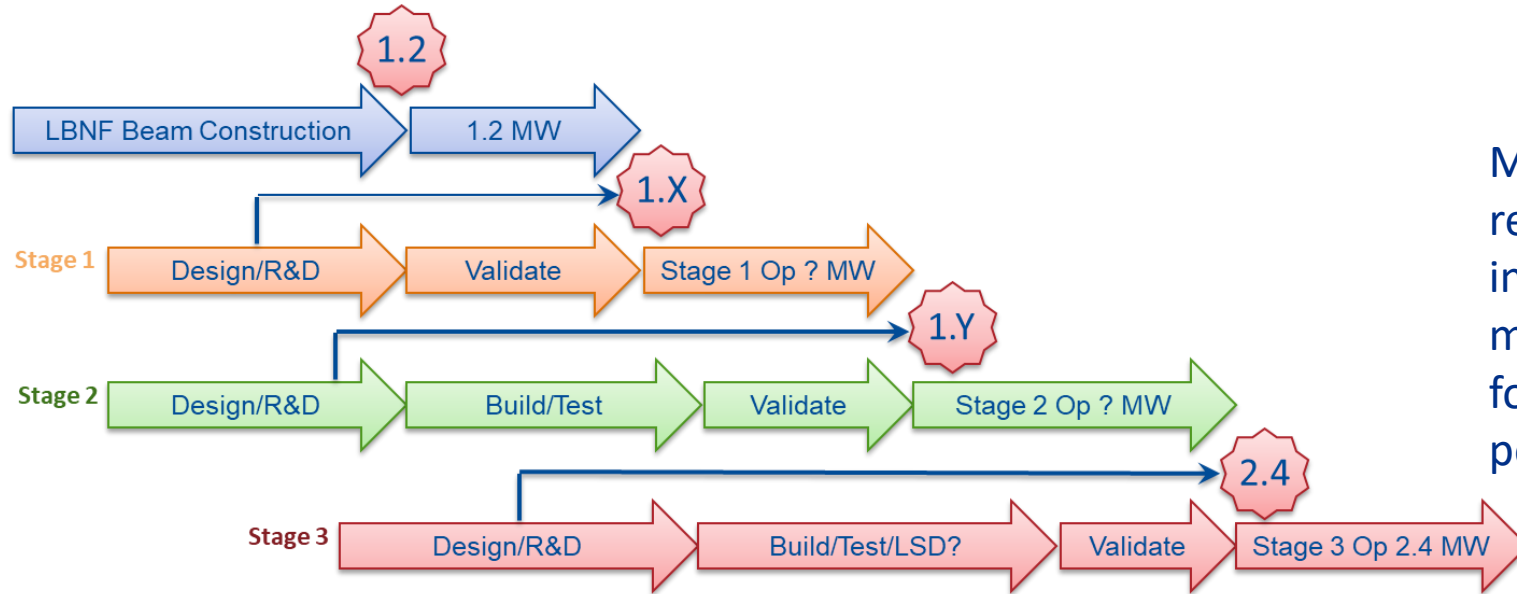 1.2
LBNF Beam Construction
1.2 MW
1.X
Stage 1
Design/R&D
Validate
Stage 1 Op ? MW
1.Y
Stage 2
Design/R&D
Build/Test
Validate
Stage 2 Op ? MW
2.4
Stage 3
Design/R&D
Build/Test/LSD?
Validate
Stage 3 Op 2.4 MW